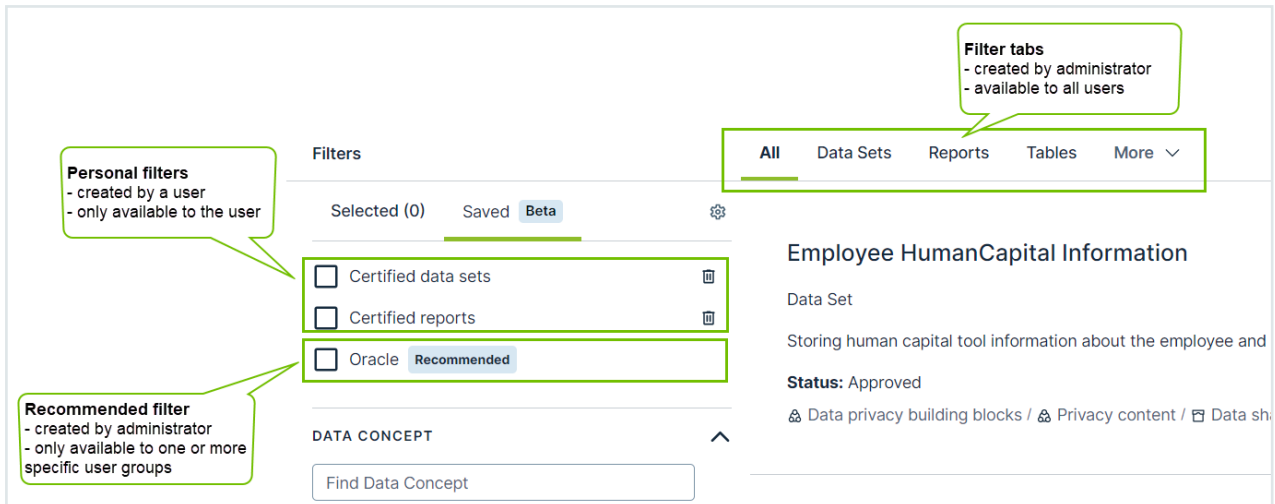 Filter tabs
- created by administrator
- available to all users
Personal filters
- created by a user
- only available to the user
Filters
All Data Sets Reports Tables More
Selected (0) Saved Beta
Certified data sets
Certified reports
Oracle Recommended
Recommended filter
- created by administrator
- only available to one or more
specific user groups
DATA CONCEPT
Find Data Concept
Employee HumanCapital Information
Data Set
Storing human capital tool information about the employee and
Status: Approved
Data privacy building blocks / Privacy content / Data